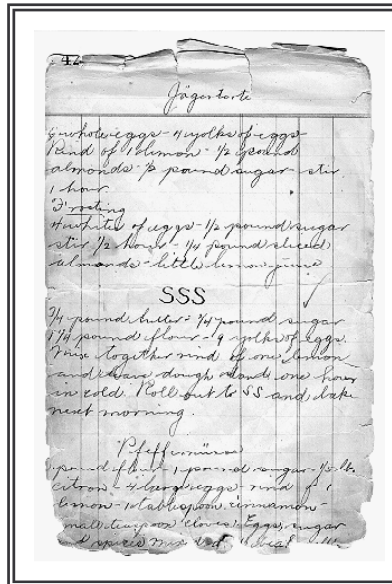 42
Jägertorte
6 whole eggs - 4 yolks of eggs
Rind of 1 lemon - 1/2 pound
almonds - 1/2 pound sugar - stir
1 hour.
Frosting
4 whites of eggs - 1/2 pound sugar
stir 1/2 hour - 1/4 pound sliced
almonds - little lemon juice
SSS
3/4 pound butter - 3/4 pound sugar
1 1/4 pound flour - 9 yolks of eggs.
Mix together rind of one lemon
and leave dough stand one hour
in cold. Roll out to SS and bake
next morning.
Pfeffernüsse
pound flour 1 pound sugar - 1/4 lb.
citron - 4 large eggs - rind of 1
lemon - 1 tablespoon cinnamon -
small teaspoon cloves. Eggs, sugar
spices mix